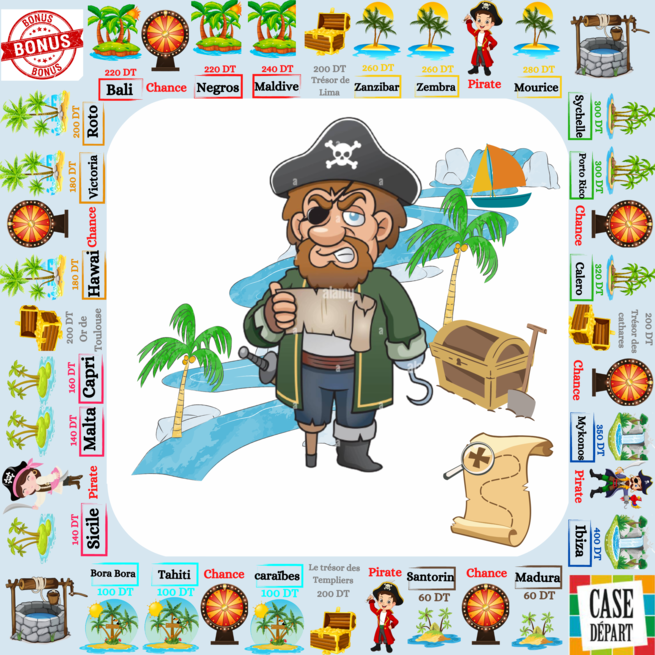 BONUS
BONUS
BONUS
220 DT
Bali
Chance
220 DT
Negros
240 DT
Maldive
200 DT
Trésor de
Lima
260 DT
Zanzibar
260 DT
Zembra
Pirate
280 DT
Mourice
300 DT
Sychelle
300 DT
Porto Rico
Chance
320 DT
Calero
200 DT
Trésor des
cathares
Chance
350 DT
Mykonos
Pirate
400 DT
Ibiza
CASE
DÉPART
Madura
60 DT
Chance
Santorin
60 DT
Pirate
Le trésor des
Templiers
200 DT
caraîbes
100 DT
Chance
Tahiti
100 DT
Bora Bora
100 DT
140 DT
Sicile
Pirate
140 DT
Malta
160 DT
Capri
200 DT
Or de
Toulouse
180 DT
Hawai
Chance
180 DT
Victoria
200 DT
Roto
alamy